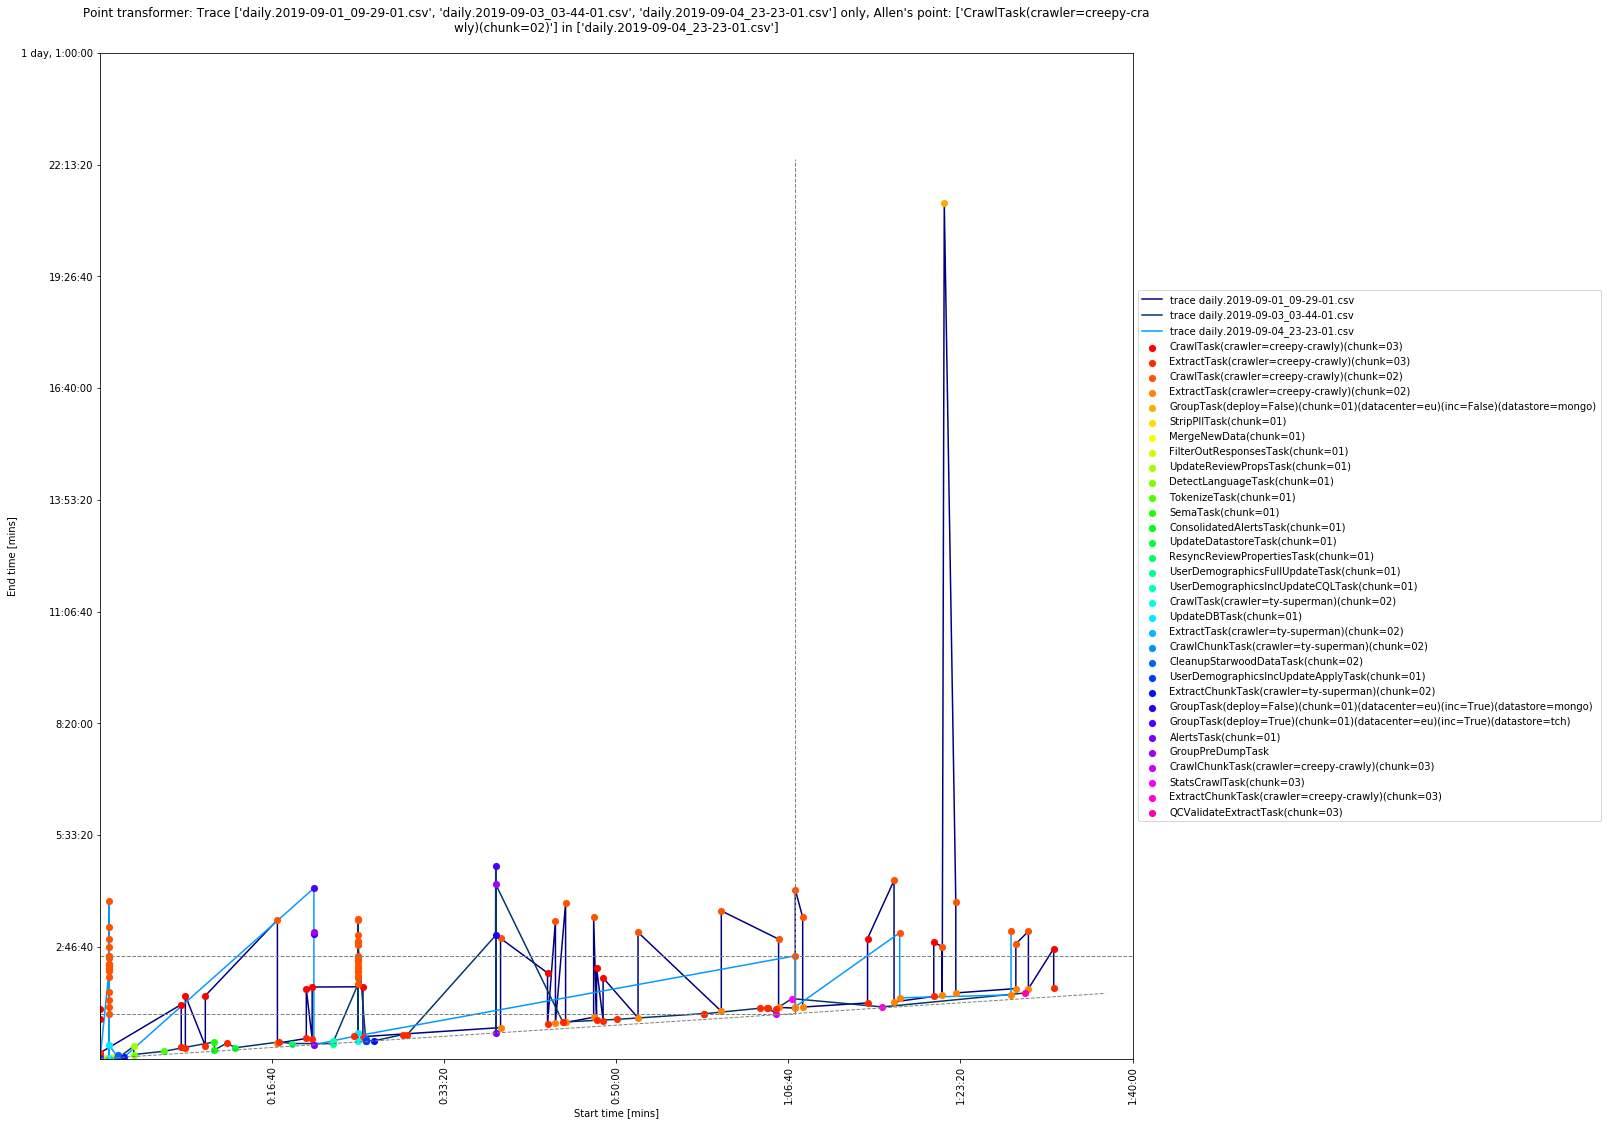 Point transformer: Trace ['daily.2019-09-01_09-29-01.csv', 'daily.2019-09-03_03-44-01.csv', 'daily.2019-09-04_23-23-01.csv'] only, Allen's point: ['CrawlTask(crawler=creepy-cra
wly)(chunk=02)'] in ['daily.2019-09-04_23-23-01.csv']
1 day, 1:00:00
22:13:20
19:26:40
16:40:00
13:53:20
11:06:40
8:20:00
5:33:20
2:46:40
End time [mins]
0:16:40
0:33:20
0:50:00
1:06:40
1:23:20
1:40:00
Start time [mins]
trace daily.2019-09-01_09-29-01.csv
trace daily.2019-09-03_03-44-01.csv
trace daily.2019-09-04_23-23-01.csv
CrawlTask(crawler=creepy-crawly)(chunk=03)
ExtractTask(crawler=creepy-crawly)(chunk=03)
CrawlTask(crawler=creepy-crawly)(chunk=02)
ExtractTask(crawler=creepy-crawly)(chunk=02)
GroupTask(deploy=False)(chunk=01)(datacenter=eu)(inc=False)(datastore=mongo)
StripPIITask(chunk=01)
MergeNewData(chunk=01)
FilterOutResponsesTask(chunk=01)
UpdateReviewPropsTask(chunk=01)
DetectLanguageTask(chunk=01)
TokenizeTask(chunk=01)
SemaTask(chunk=01)
ConsolidatedAlertsTask(chunk=01)
UpdateDatastoreTask(chunk=01)
ResyncReviewPropertiesTask(chunk=01)
UserDemographicsFullUpdateTask(chunk=01)
UserDemographicsIncUpdateCQLTask(chunk=01)
CrawlTask(crawler=ty-superman)(chunk=02)
UpdateDBTask(chunk=01)
ExtractTask(crawler=ty-superman)(chunk=02)
CrawlChunkTask(crawler=ty-superman)(chunk=02)
CleanupStarwoodDataTask(chunk=02)
UserDemographicsIncUpdateApplyTask(chunk=01)
ExtractChunkTask(crawler=ty-superman)(chunk=02)
GroupTask(deploy=False)(chunk=01)(datacenter=eu)(inc=True)(datastore=mongo)
GroupTask(deploy=True)(chunk=01)(datacenter=eu)(inc=True)(datastore=tch)
AlertsTask(chunk=01)
GroupPreDumpTask
CrawlChunkTask(crawler=creepy-crawly)(chunk=03)
StatsCrawlTask(chunk=03)
ExtractChunkTask(crawler=creepy-crawly)(chunk=03)
QCValidateExtractTask(chunk=03)